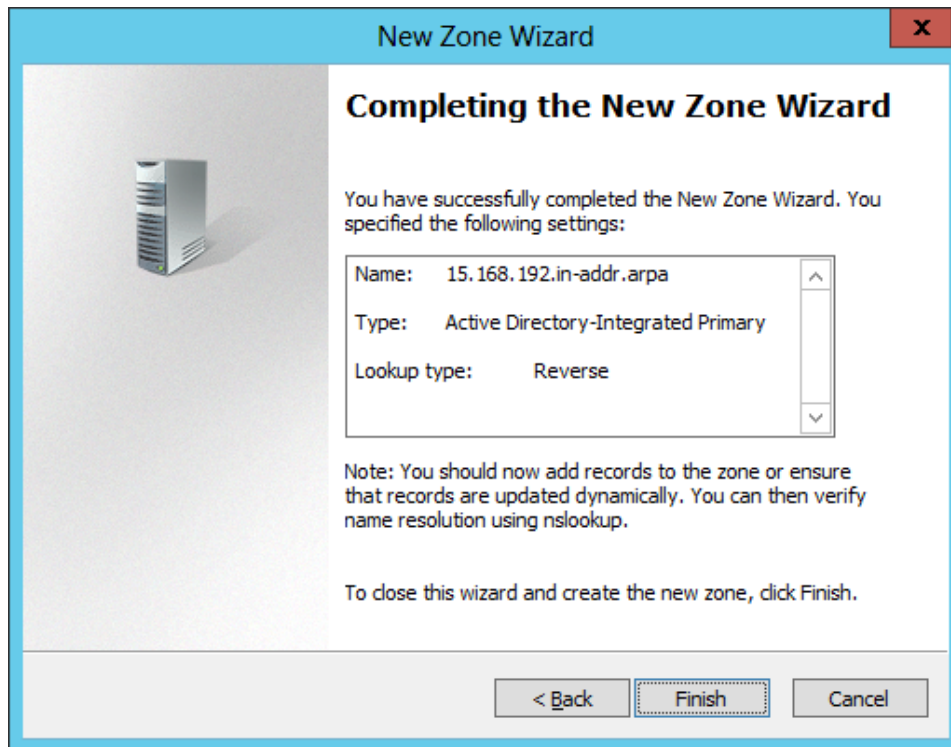 New Zone Wizard
x
Completing the New Zone Wizard
You have successfully completed the New Zone Wizard. You
specified the following settings:
Name: 15.168.192.in-addr.arpa
Type: Active Directory-Integrated Primary
Lookup type: Reverse
Note: You should now add records to the zone or ensure
that records are updated dynamically. You can then verify
name resolution using nslookup.
To close this wizard and create the new zone, click Finish.
< Back Finish Cancel